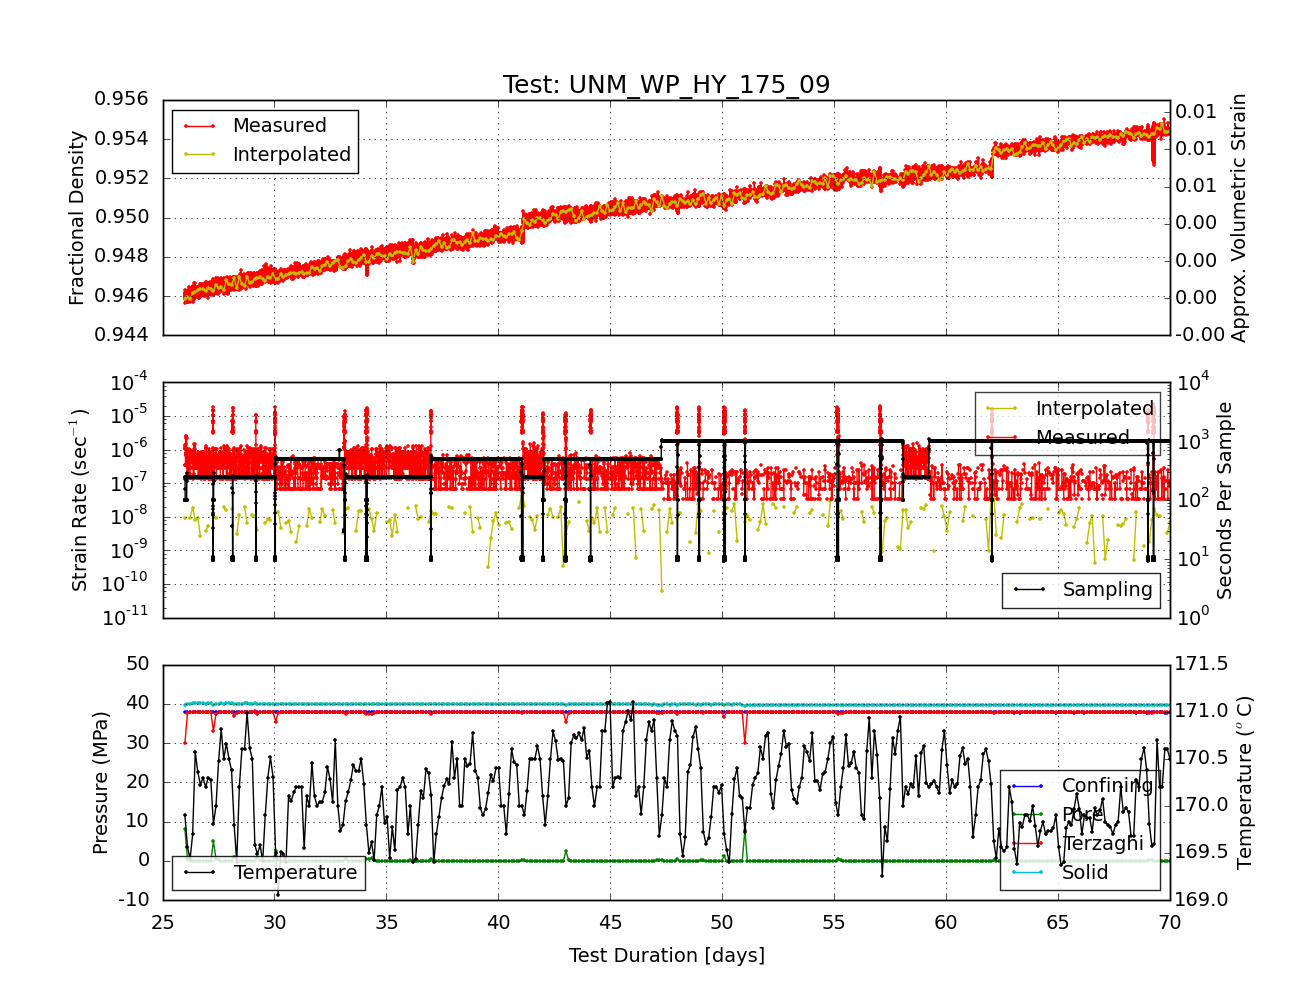 Test: UNM_WP_HY_175_09
0.956
0.954
0.952
0.950
0.948
0.946
0.944
Fractional Density
Measured
Interpolated
0.01
0.01
0.01
0.00
0.00
0.00
-0.00
Approx. Volumetric Strain
10^-4
10^-5
10^-6
10^-7
10^-8
10^-9
10^-10
10^-11
Strain Rate (sec^−1)
Interpolated
Measured
Sampling
10^4
10^3
10^2
10^1
10^0
Seconds Per Sample
50
40
30
20
10
0
-10
Pressure (MPa)
Temperature
Confining
Pore
Terzaghi
Solid
171.5
171.0
170.5
170.0
169.5
169.0
Temperature (°C)
25 30 35 40 45 50 55 60 65 70
Test Duration [days]